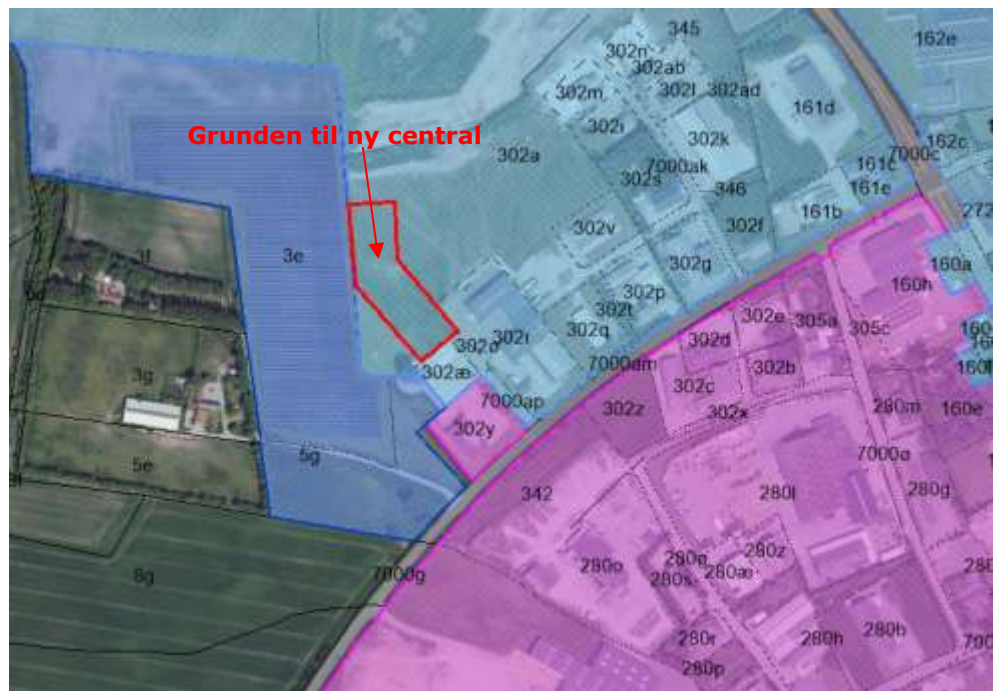 345
162e
302n
302ab
302m
302l
302ad
161d
Grunden til ny central
302i
302k
302a
162c
7000c
161c
7000ak
302s
346
161e
161b
302f
272
302v
3f
3e
302g
160a
160h
302p
302t
302q
302e
305a
305c
302o
302d
302æ
7000am
302b
3g
302c
7000ap
302x
280m
160e
302z
302y
5g
7000e
5e
342
280l
280g
280z
8g
7000g
280o
280s
280æ
280r
280h
280b
280p